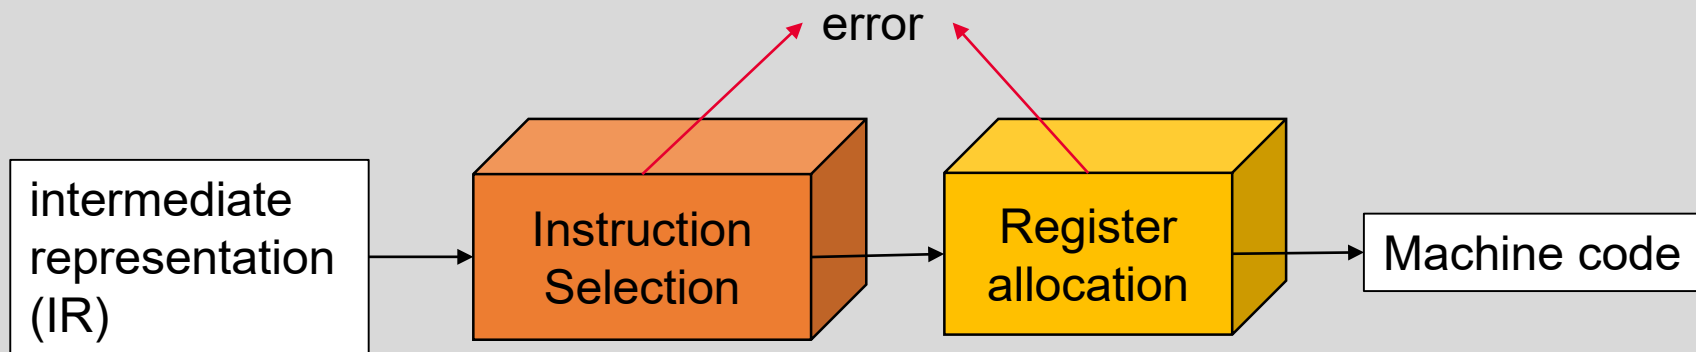 error
intermediate
representation
(IR)
Instruction
Selection
Register
allocation
Machine code